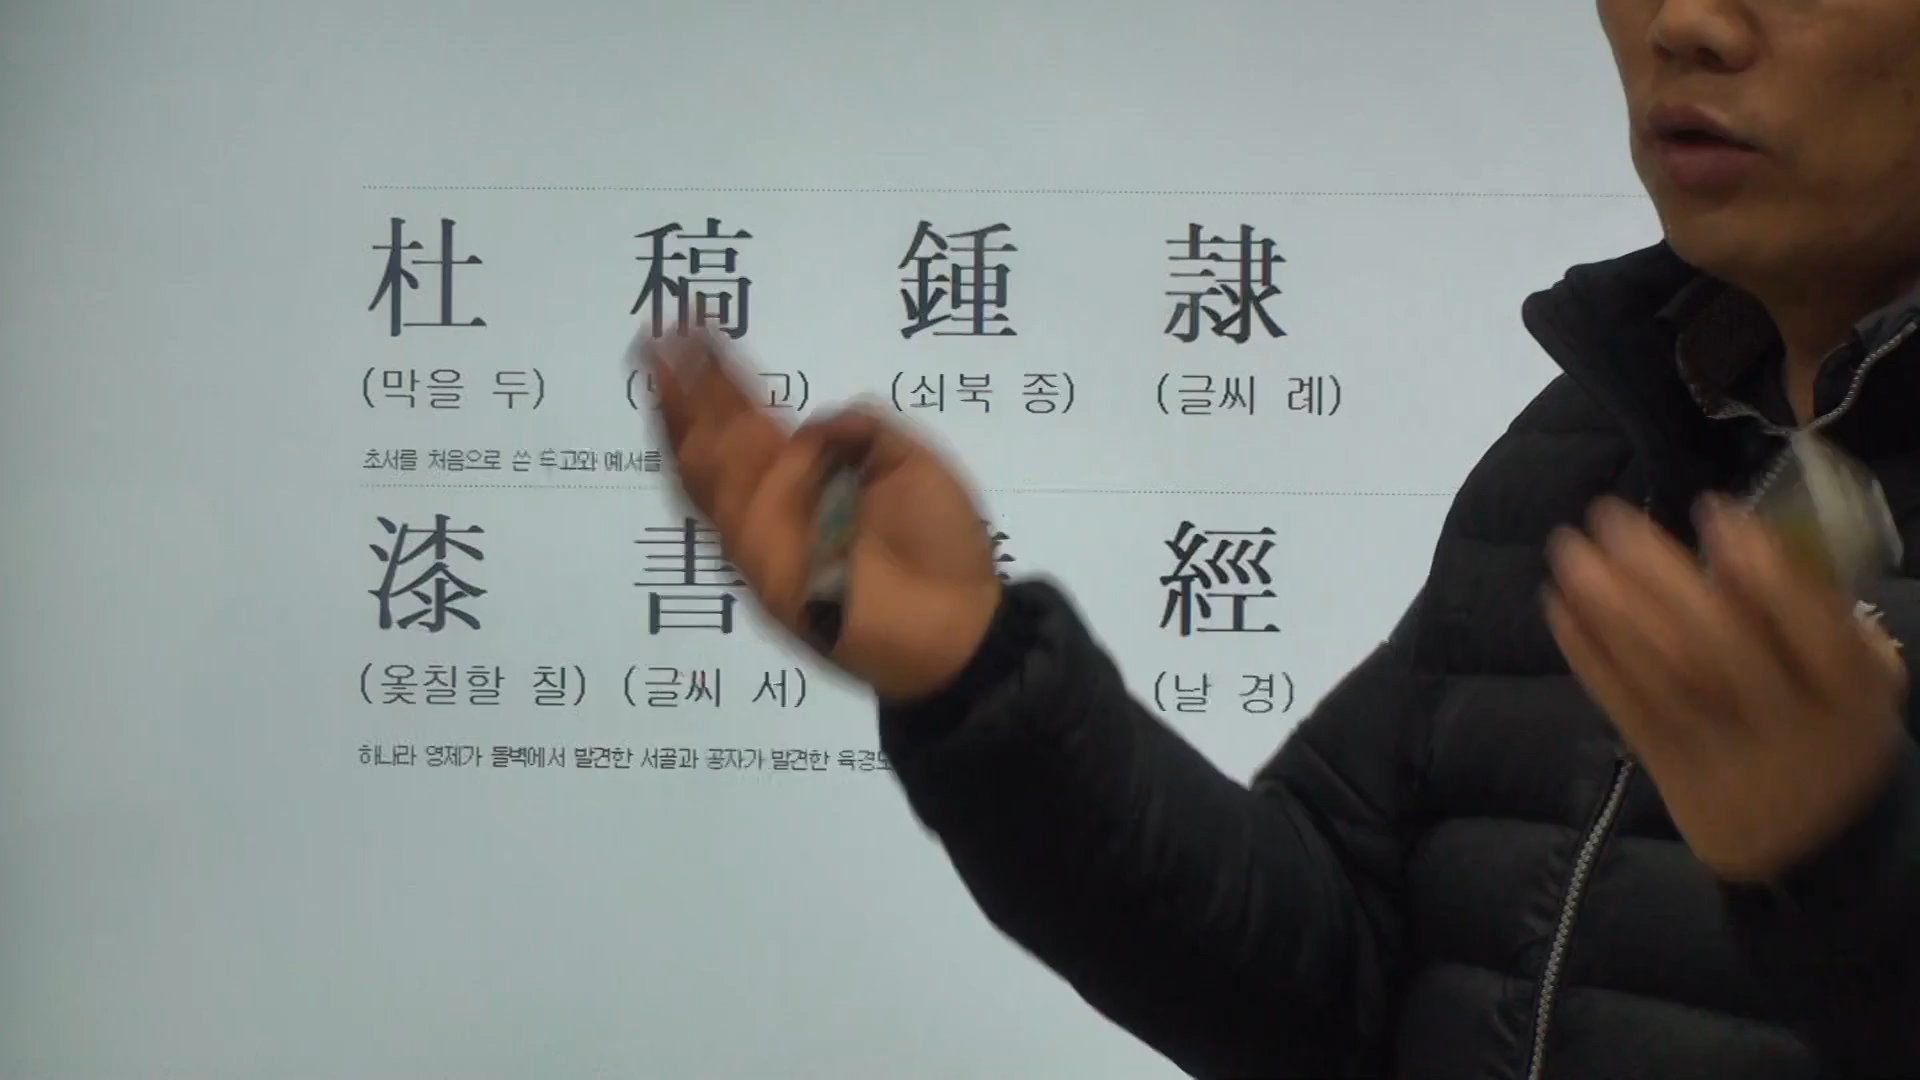 杜 稿 鍾 隷
(막을 두) 고) (쇠북 종) (글씨 례)
초서를 처음으로 쓴 두고와 예서를
漆 書 經
(옻칠할 칠) (글씨 서) (날 경)
하나라 영제가 돌벽에서 발견한 서골과 공자가 발견한 육경도